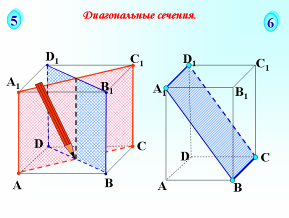 Диагональные сечения.
5
6
D1 C1 D1 C1
A1 B1 A1 B1
D C D C
A B A B